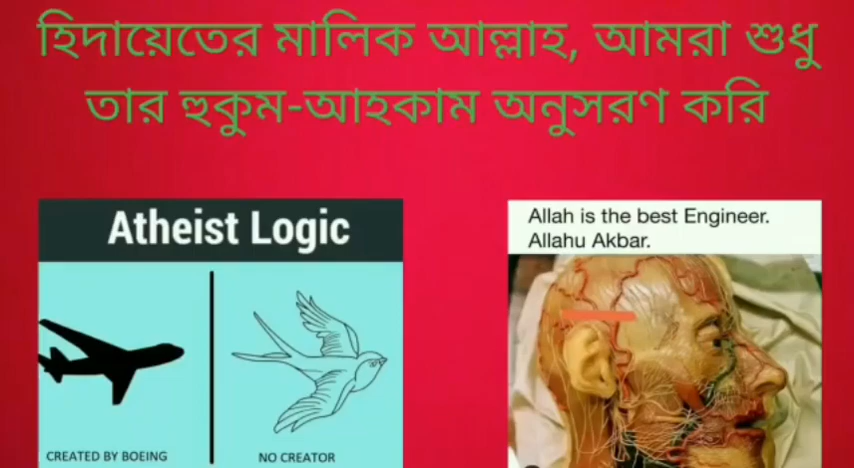 হিদায়েতের মালিক আল্লাহ, আমরা শুধু
তার হুকুম-আহকাম অনুসরণ করি
Atheist Logic
CREATED BY BOEING
NO CREATOR
Allah is the best Engineer.
Allahu Akbar.